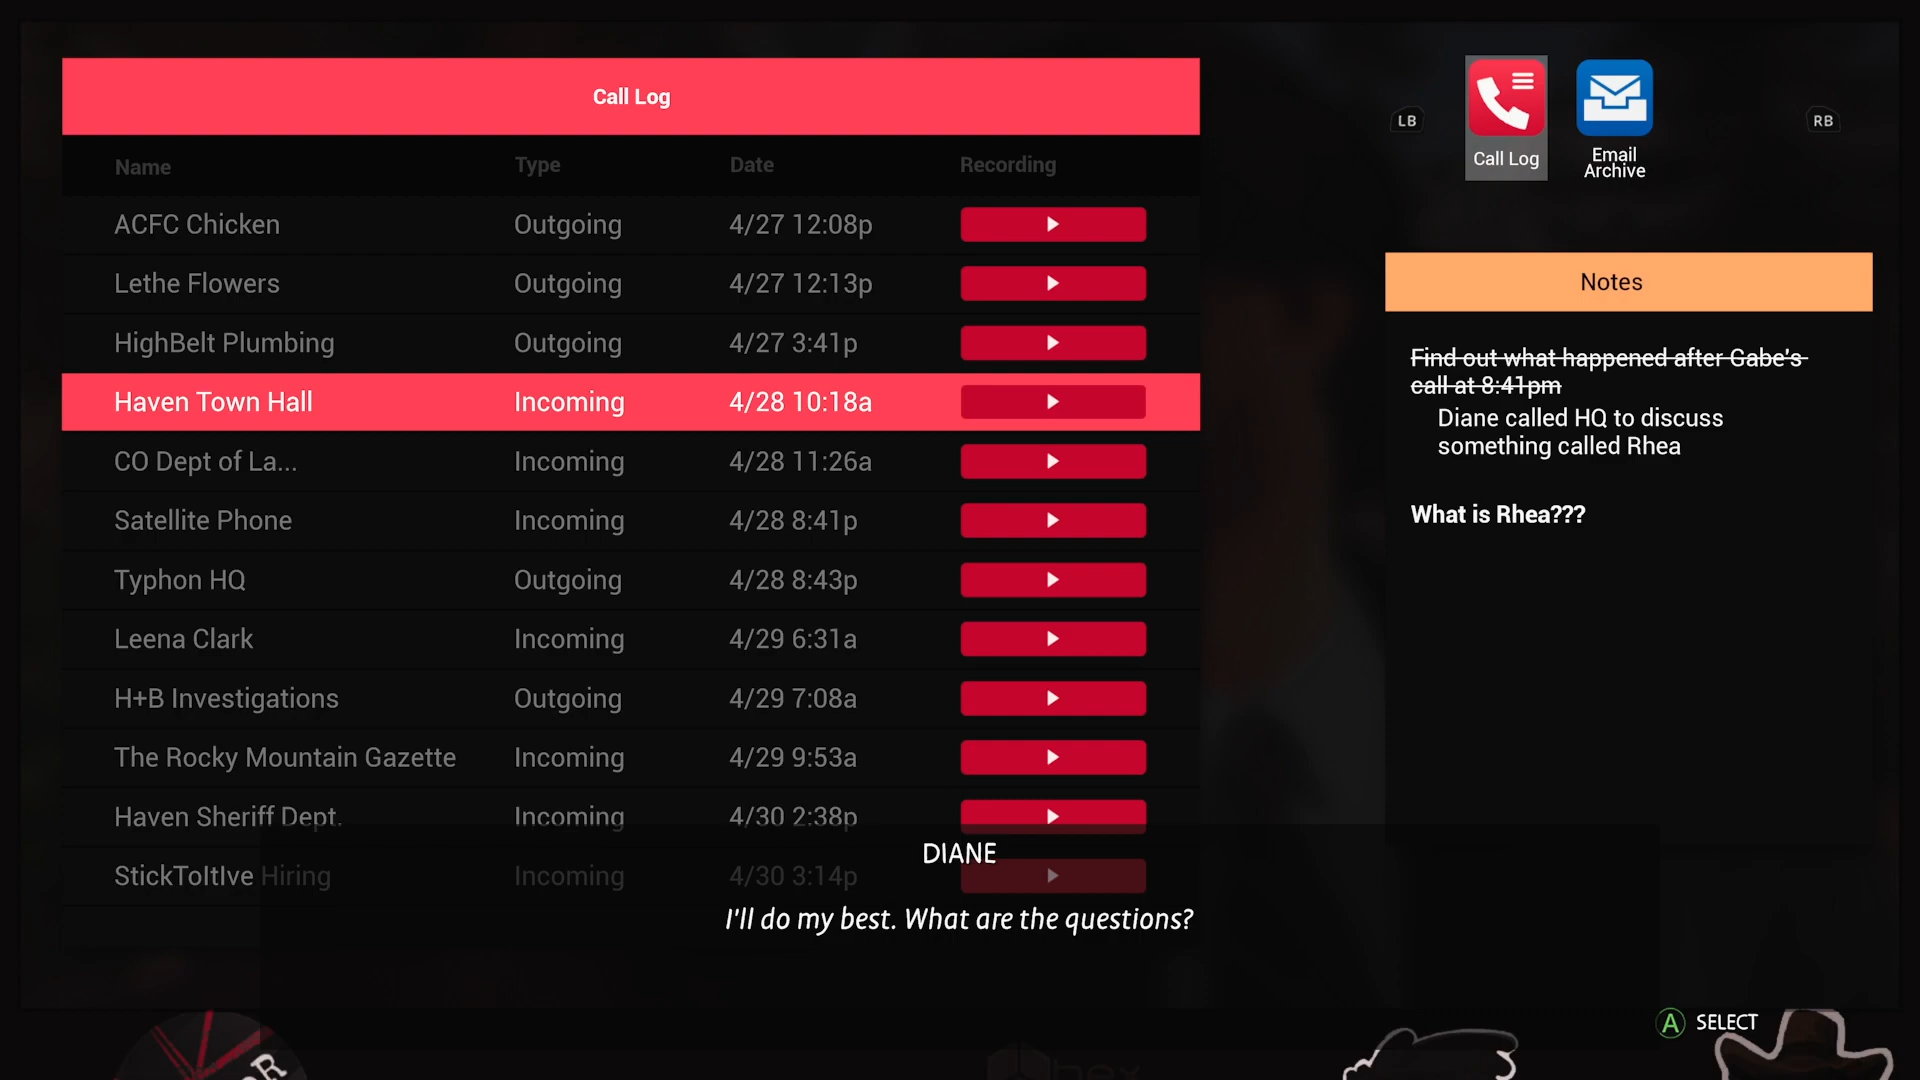 Call Log
LB
Call Log
Email
Archive
RB
Name Type Date Recording
ACFC Chicken Outgoing 4/27 12:08p
Lethe Flowers Outgoing 4/27 12:13p
HighBelt Plumbing Outgoing 4/27 3:41p
Haven Town Hall Incoming 4/28 10:18a
CO Dept of La... Incoming 4/28 11:26a
Satellite Phone Incoming 4/28 8:41p
Typhon HQ Outgoing 4/28 8:43p
Leena Clark Incoming 4/29 6:31a
H+B Investigations Outgoing 4/29 7:08a
The Rocky Mountain Gazette Incoming 4/29 9:53a
Haven Sheriff Dept. Incoming 4/30 2:38p
StickToItIve Hiring Incoming 4/30 3:14p
Notes
Find out what happened after Gabe's
call at 8:41pm
Diane called HQ to discuss
something called Rhea
What is Rhea???
DIANE
I'll do my best. What are the questions?
A SELECT